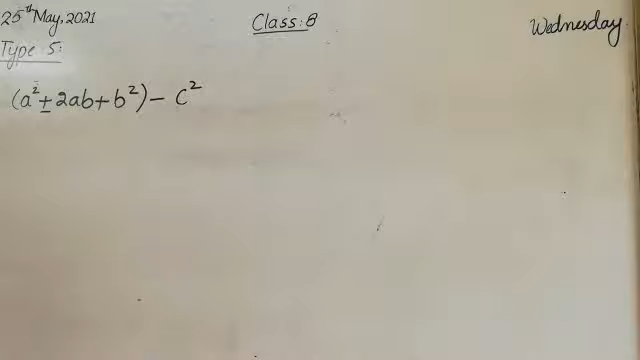 25th May, 2021 Class: 8 Wednesday.
Type 5:
(a² ± 2ab + b²) - c²